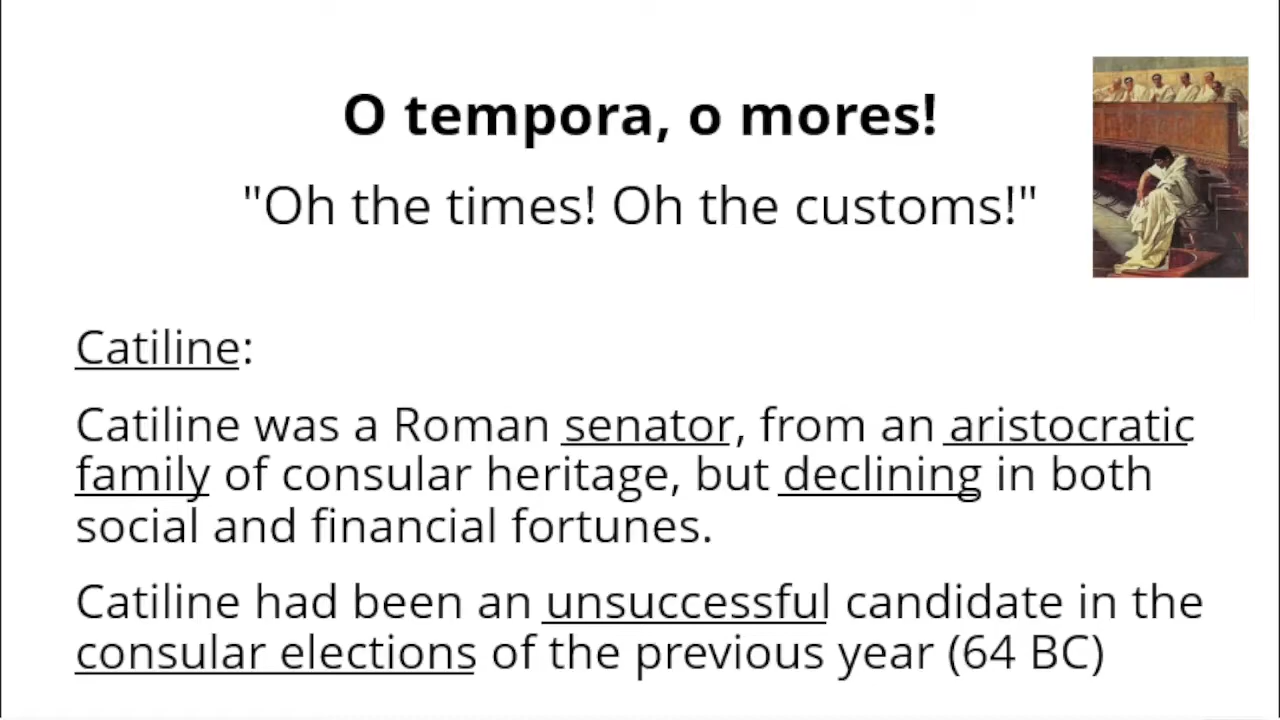 O tempora, o mores!
"Oh the times! Oh the customs!"
Catiline:
Catiline was a Roman senator, from an aristocratic
family of consular heritage, but declining in both
social and financial fortunes.
Catiline had been an unsuccessful candidate in the
consular elections of the previous year (64 BC)